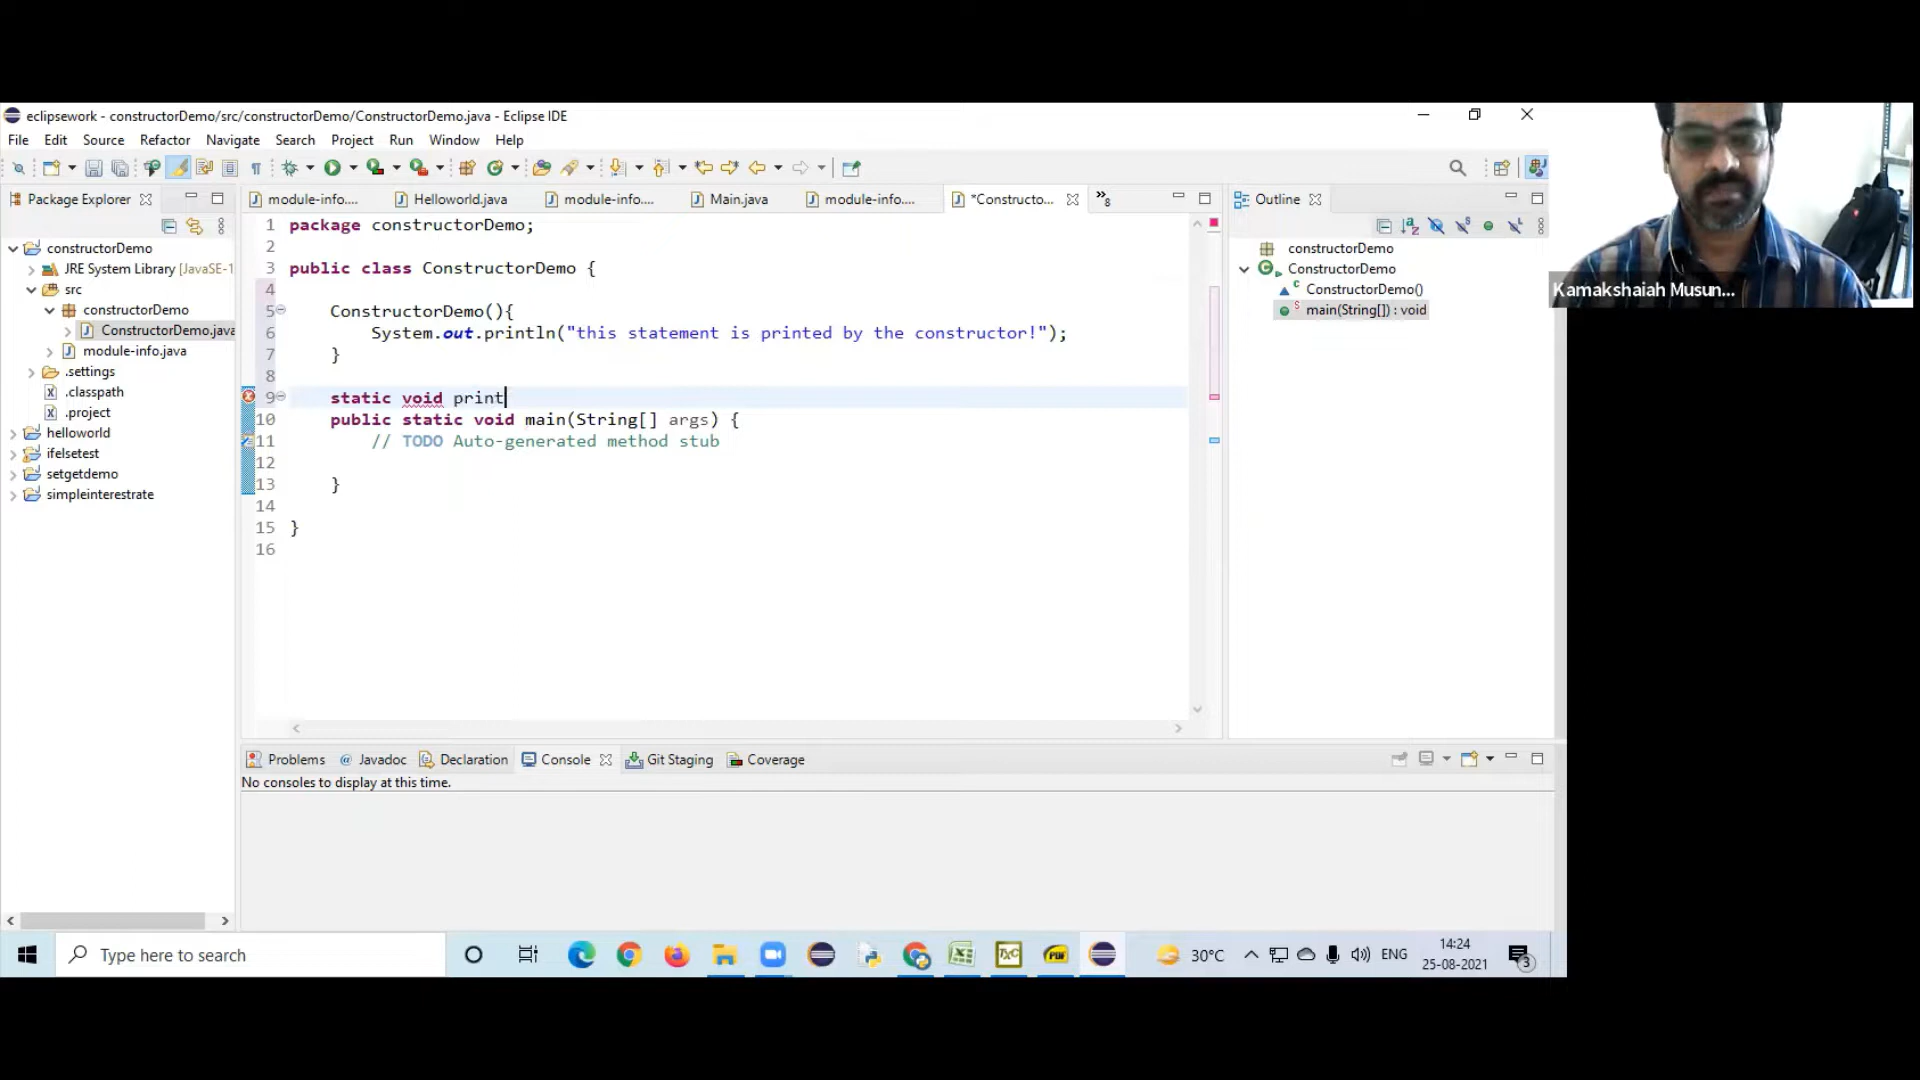 eclipsework - constructorDemo/src/constructorDemo/ConstructorDemo.java - Eclipse IDE
File Edit Source Refactor Navigate Search Project Run Window Help
Package Explorer
module-info....
Helloworld.java
module-info....
Main.java
module-info....
*Constructo...
»8
Outline
constructorDemo
JRE System Library [JavaSE-1
src
constructorDemo
ConstructorDemo.java
module-info.java
.settings
.classpath
.project
helloworld
ifelsetest
setgetdemo
simpleinterestrate
1 package constructorDemo;
2
3 public class ConstructorDemo {
4
5 ConstructorDemo(){
6 System.out.println("this statement is printed by the constructor!");
7 }
8
9 static void print
10 public static void main(String[] args) {
11 // TODO Auto-generated method stub
12
13 }
14
15 }
16
constructorDemo
ConstructorDemo
ConstructorDemo()
main(String[]) : void
Kamakshaiah Musun...
Problems @ Javadoc Declaration Console Git Staging Coverage
No consoles to display at this time.
Type here to search
30°C
ENG
14:24
25-08-2021
3